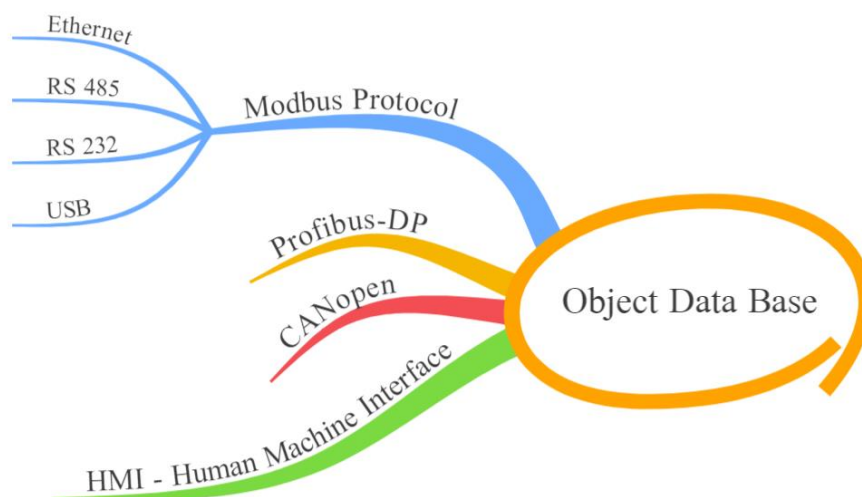 Ethernet
RS 485
Modbus Protocol
RS 232
USB
Profibus-DP
CANopen
Object Data Base
HMI - Human Machine Interface